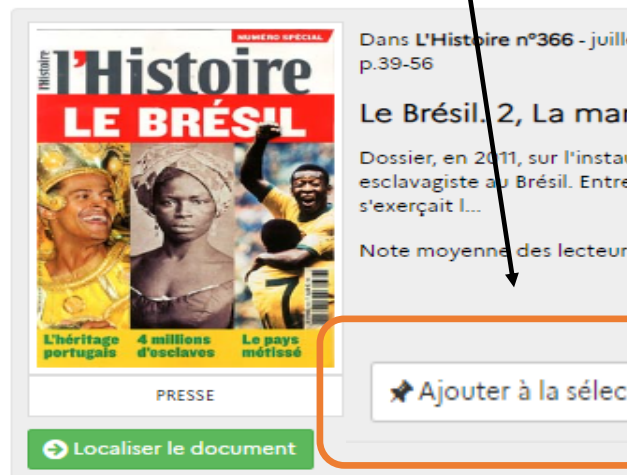 NUMÉRO SPÉCIAL
l'Histoire
l'Histoire
LE BRÉSIL
L'héritage portugais
4 millions d'esclaves
Le pays métissé
PRESSE
Localiser le document
Dans L'Histoire n°366 - juill
p.39-56
Le Brésil. 2, La mar
Dossier, en 2011, sur l'instau
esclavagiste au Brésil. Entre
s'exerçait l...
Note moyenne des lecteur
Ajouter à la sélec